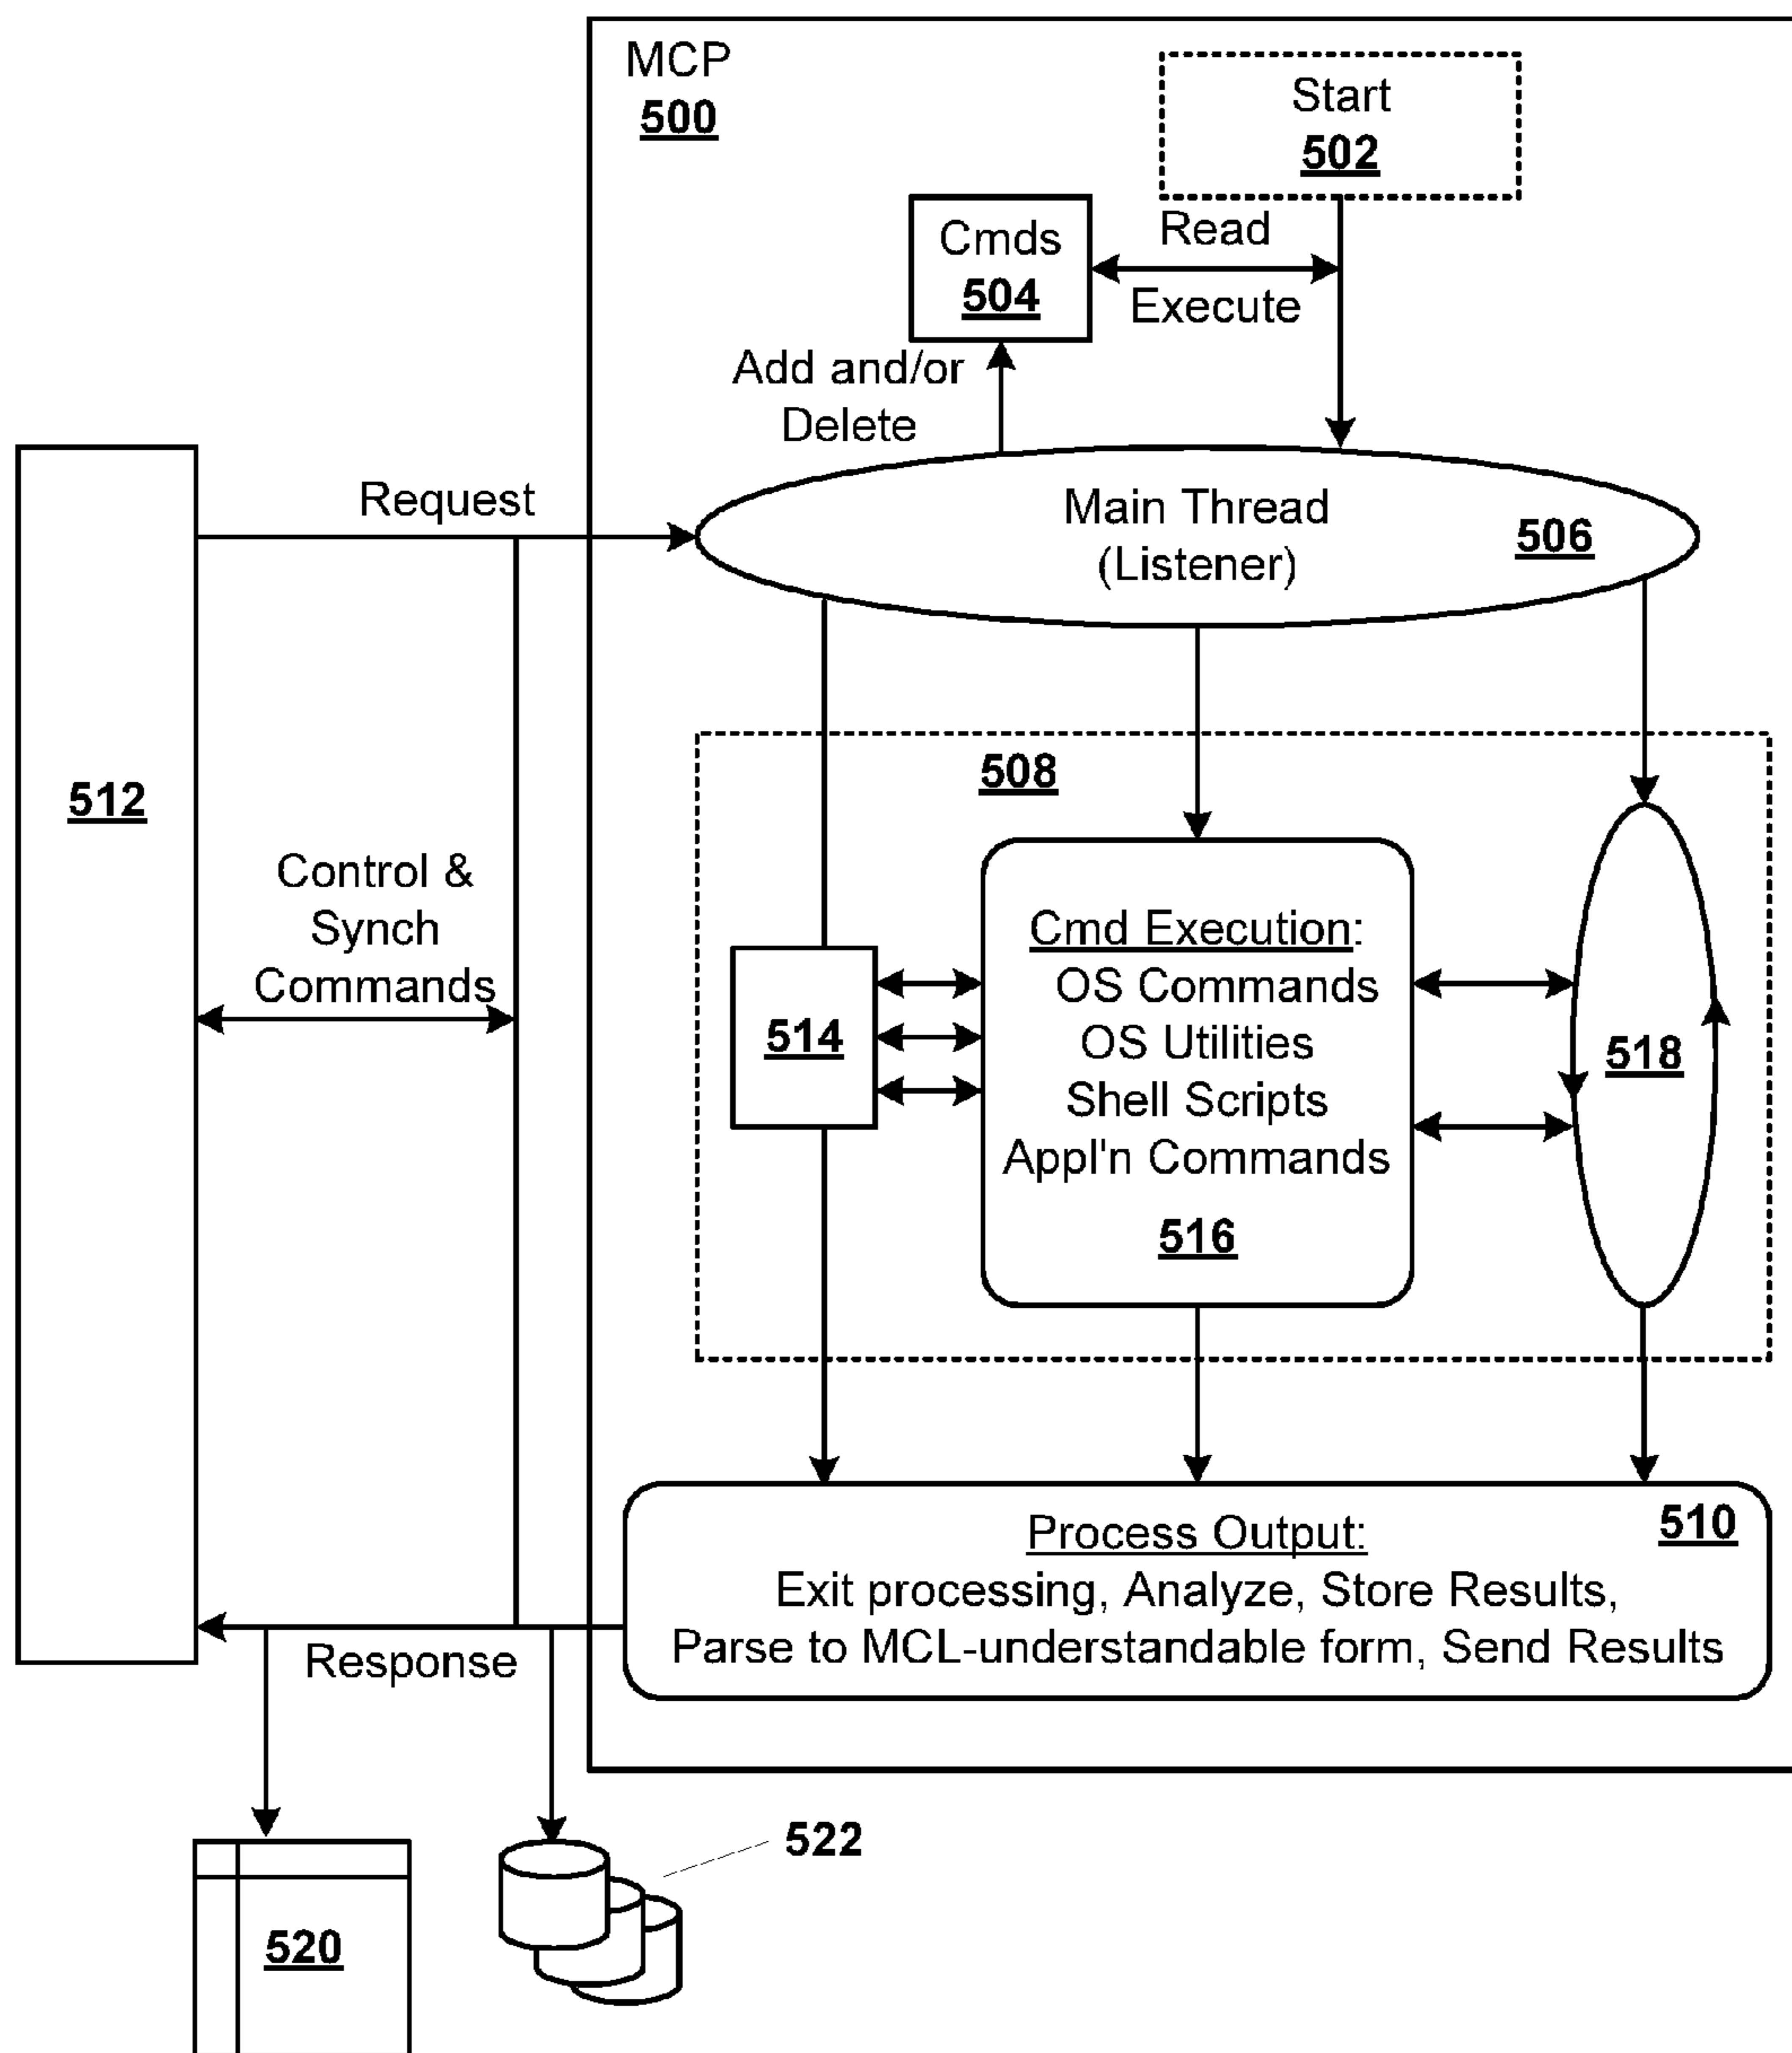 MCP
500
Start
502
Cmds
504
Read
Execute
Add and/or
Delete
Request
Main Thread
(Listener)
506
512
Control &
Synch
Commands
508
514
Cmd Execution:
OS Commands
OS Utilities
Shell Scripts
Appl'n Commands
516
518
Process Output:
510
Exit processing, Analyze, Store Results,
Parse to MCL-understandable form, Send Results
Response
522
520